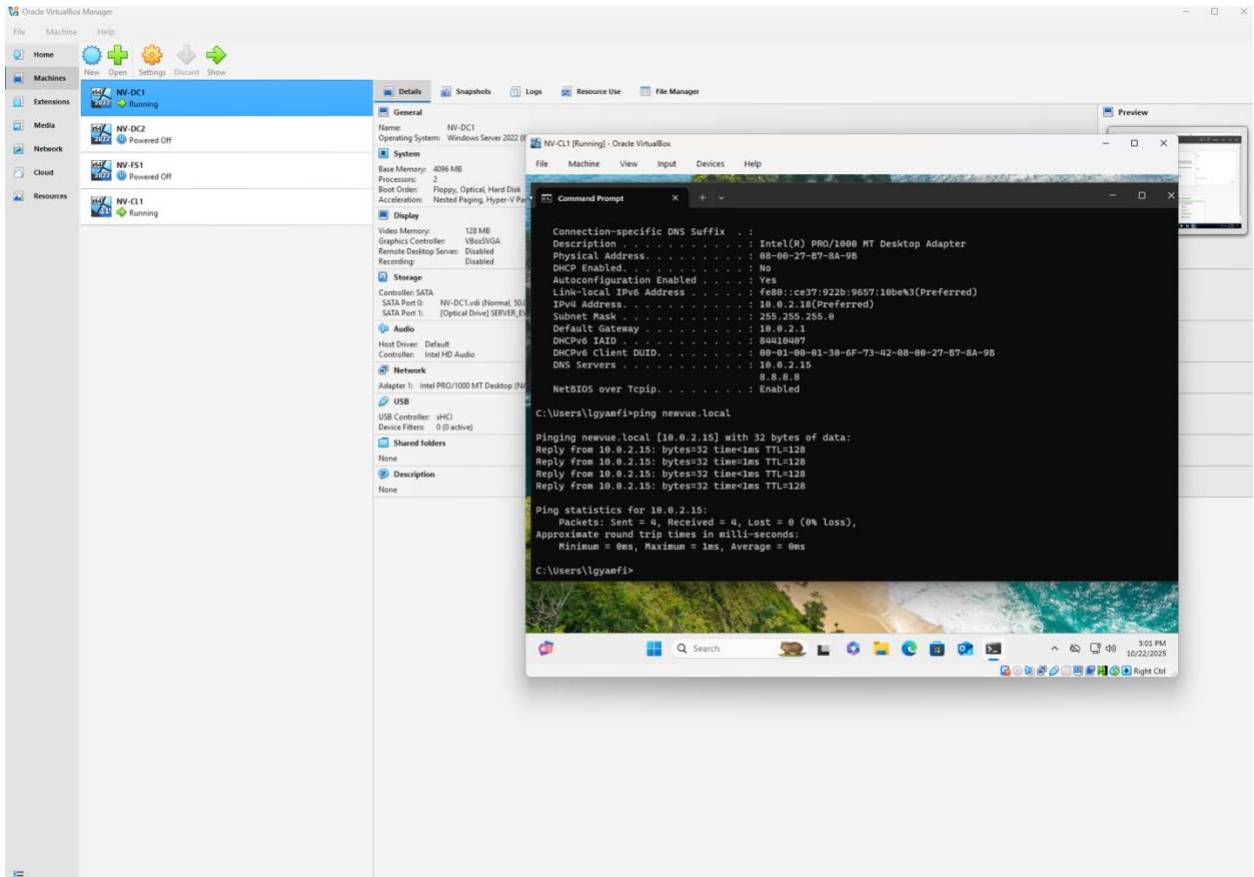 Oracle VirtualBox Manager
File Machine Help
Home
Machines
Extensions
Media
Network
Cloud
Resources
New Open Settings Discard Show
NV-DC1
Running
NV-DC2
Powered Off
NV-FS1
Powered Off
NV-CL1
Running
Details Snapshots Logs Resource Use File Manager
General
Name: NV-DC1
Operating System: Windows Server 2022
System
Base Memory: 4096 MB
Processors: 2
Boot Order: Floppy, Optical, Hard Disk
Acceleration: Nested Paging, Hyper-V
Display
Video Memory: 128 MB
Graphics Controller: VBoxSVGA
Remote Desktop Server: Disabled
Recording: Disabled
Storage
Controller: SATA
SATA Port 0: NV-DC1.vdi (Normal,
SATA Port 1: [Optical Drive]
Audio
Host Driver: Default
Controller: Intel HD Audio
Network
Adapter 1: Intel PRO/1000 MT Desktop
USB
USB Controller: xHCI
Device Filters: 0 (0 active)
Shared folders
None
Description
None
Preview
NV-CL1 [Running] - Oracle VirtualBox
File Machine View Input Devices Help
Command Prompt
Connection-specific DNS Suffix . :
Description . . . . . . . . . . . : Intel(R) PRO/1000 MT Desktop Adapter
Physical Address. . . . . . . . . : 08-00-27-B7-8A-9B
DHCP Enabled. . . . . . . . . . . : No
Autoconfiguration Enabled . . . . : Yes
Link-local IPv6 Address . . . . . : fe80::ce37:922b:9657:10be%3(Preferred)
IPv4 Address. . . . . . . . . . . : 10.0.2.18(Preferred)
Subnet Mask . . . . . . . . . . . : 255.255.255.0
Default Gateway . . . . . . . . . : 10.0.2.1
DHCPv6 IAID . . . . . . . . . . . : 84410407
DHCPv6 Client DUID. . . . . . . . : 00-01-00-01-30-6F-73-42-08-00-27-B7-8A-9B
DNS Servers . . . . . . . . . . . : 10.0.2.15
8.8.8.8
NetBIOS over Tcpip. . . . . . . . : Enabled
C:\Users\lgyamfi>ping newvue.local
Pinging newvue.local [10.0.2.15] with 32 bytes of data:
Reply from 10.0.2.15: bytes=32 time<1ms TTL=128
Reply from 10.0.2.15: bytes=32 time<1ms TTL=128
Reply from 10.0.2.15: bytes=32 time=1ms TTL=128
Reply from 10.0.2.15: bytes=32 time<1ms TTL=128
Ping statistics for 10.0.2.15:
Packets: Sent = 4, Received = 4, Lost = 0 (0% loss),
Approximate round trip times in milli-seconds:
Minimum = 0ms, Maximum = 1ms, Average = 0ms
C:\Users\lgyamfi>
Search
3:01 PM
10/22/2025
Right Ctrl